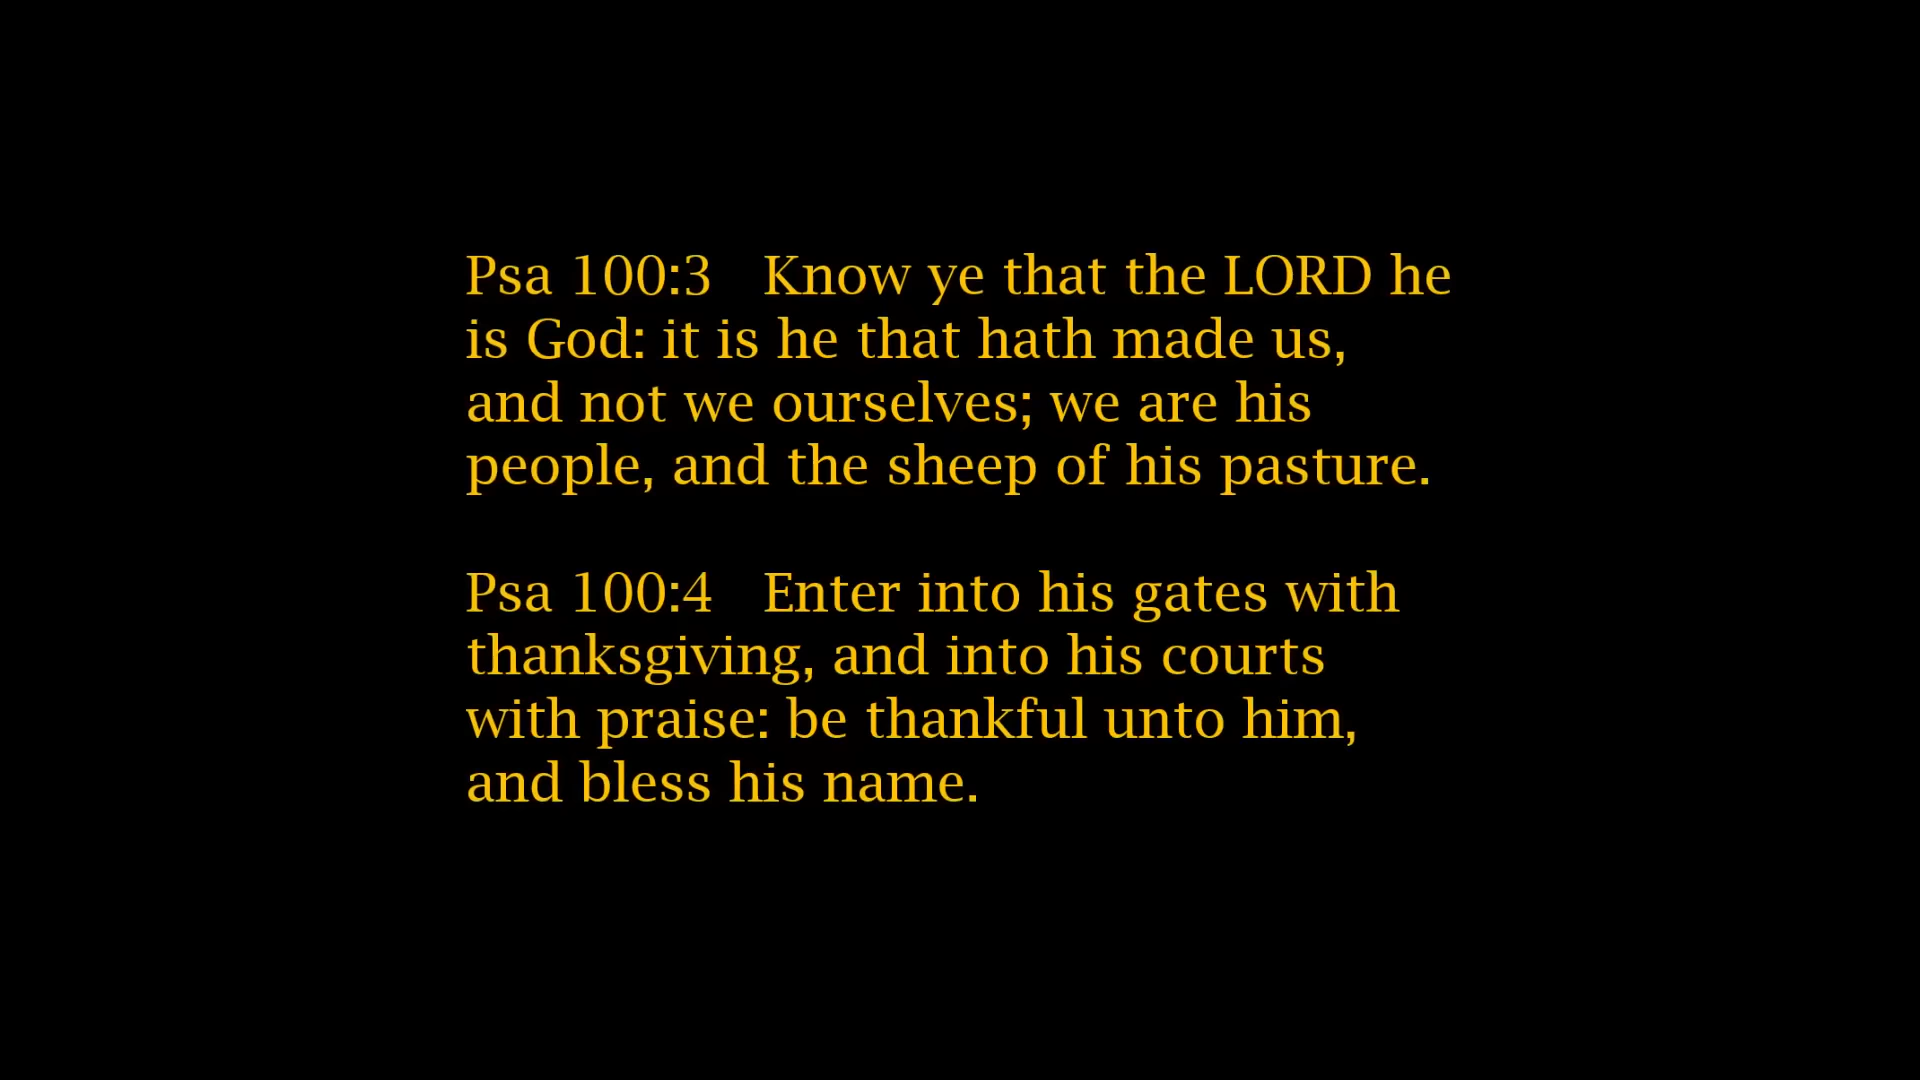 Psa 100:3 Know ye that the LORD he
is God: it is he that hath made us,
and not we ourselves; we are his
people, and the sheep of his pasture.
Psa 100:4 Enter into his gates with
thanksgiving, and into his courts
with praise: be thankful unto him,
and bless his name.